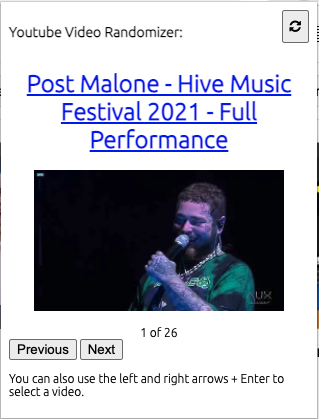 Youtube Video Randomizer:
Post Malone - Hive Music
Festival 2021 - Full
Performance
1 of 26
Previous Next
You can also use the left and right arrows + Enter to
select a video.